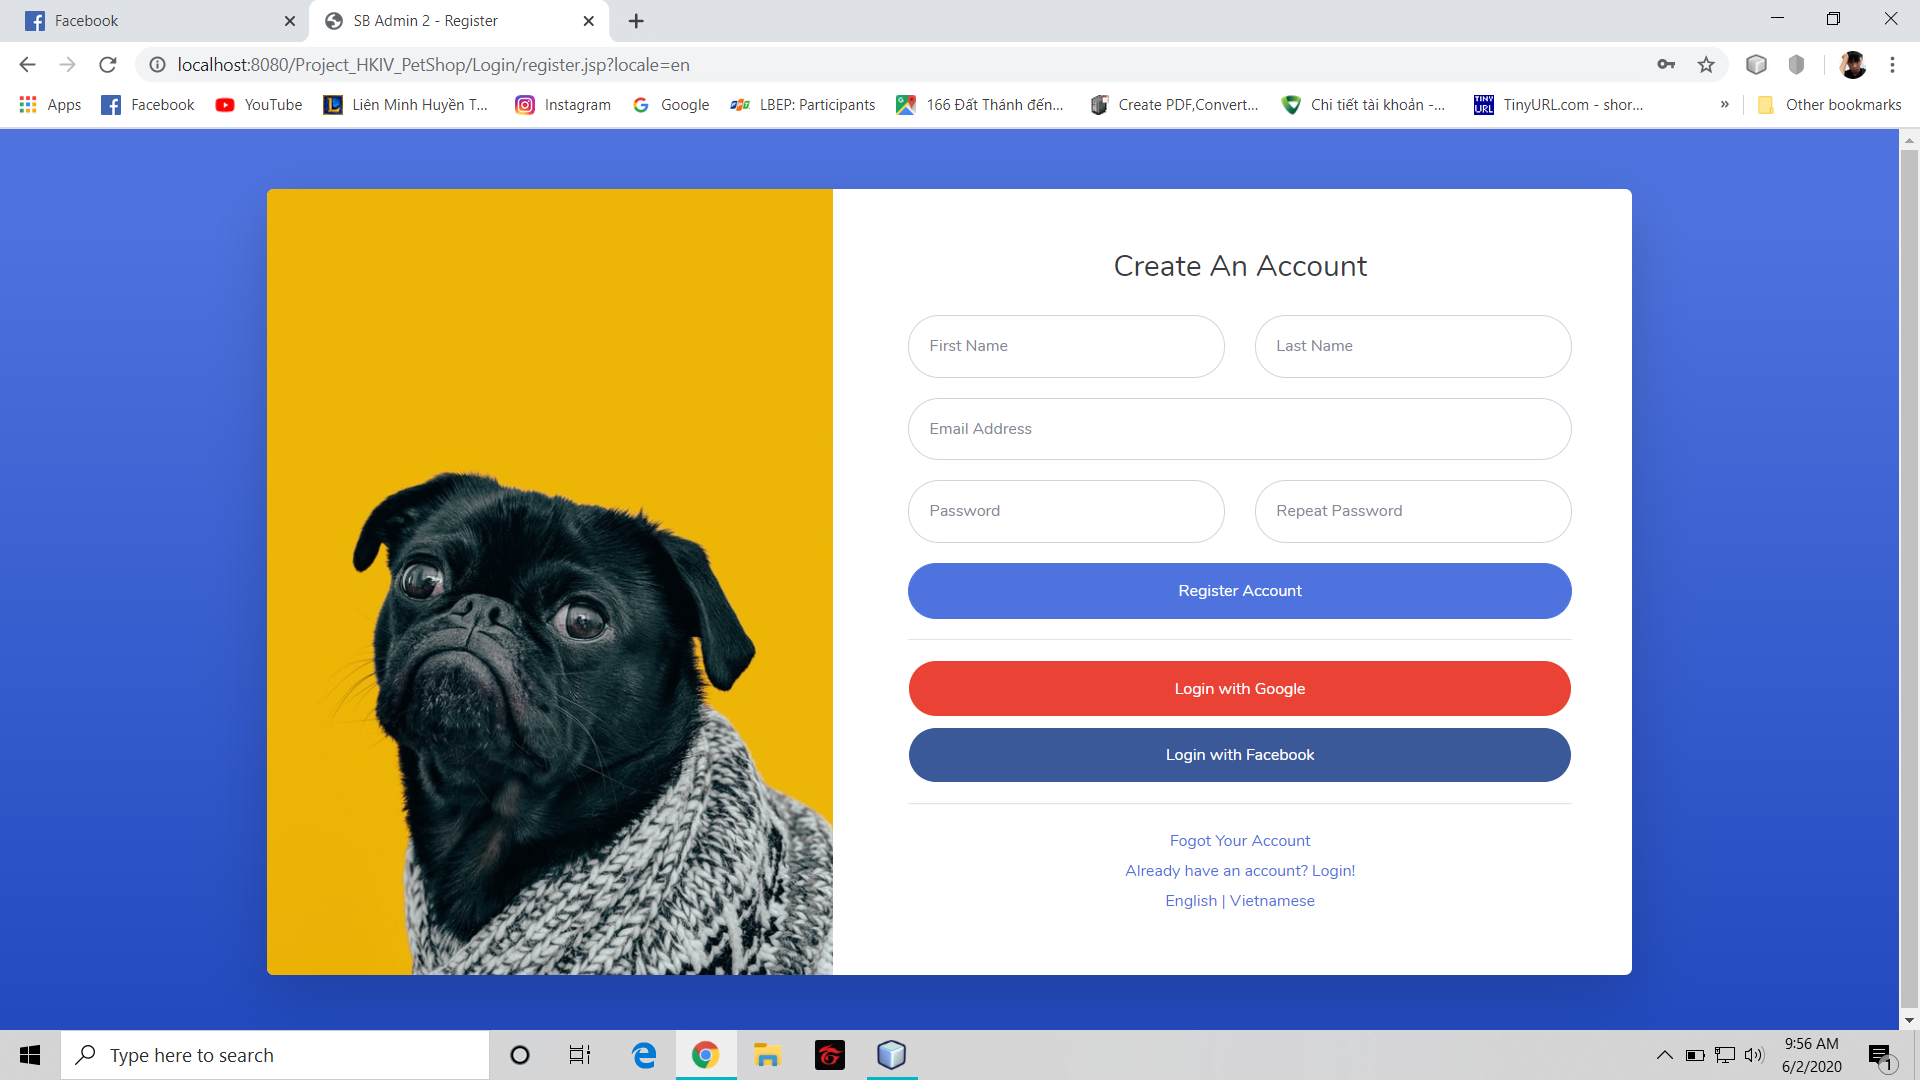 Facebook
SB Admin 2 - Register
localhost:8080/Project_HKIV_PetShop/Login/register.jsp?locale=en
Apps Facebook YouTube Liên Minh Huyền T... Instagram Google LBEP: Participants 166 Đất Thánh đến... Create PDF,Convert... Chi tiết tài khoản -... TINY URL TinyURL.com - shor... » Other bookmarks
Create An Account
First Name Last Name
Email Address
Password Repeat Password
Register Account
Login with Google
Login with Facebook
Fogot Your Account
Already have an account? Login!
English | Vietnamese
Type here to search
9:56 AM
6/2/2020
1